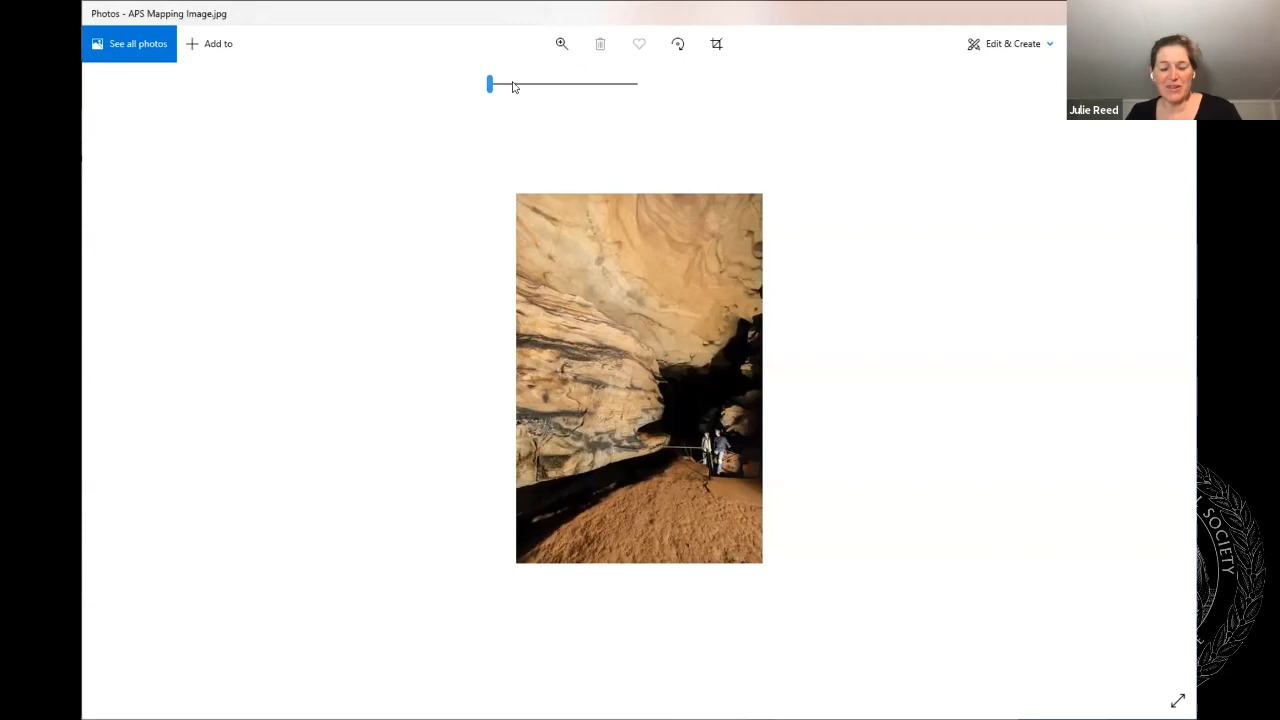 Photos - APS Mapping Image.jpg
See all photos
Add to
Edit & Create
Julie Reed
SOCIETY